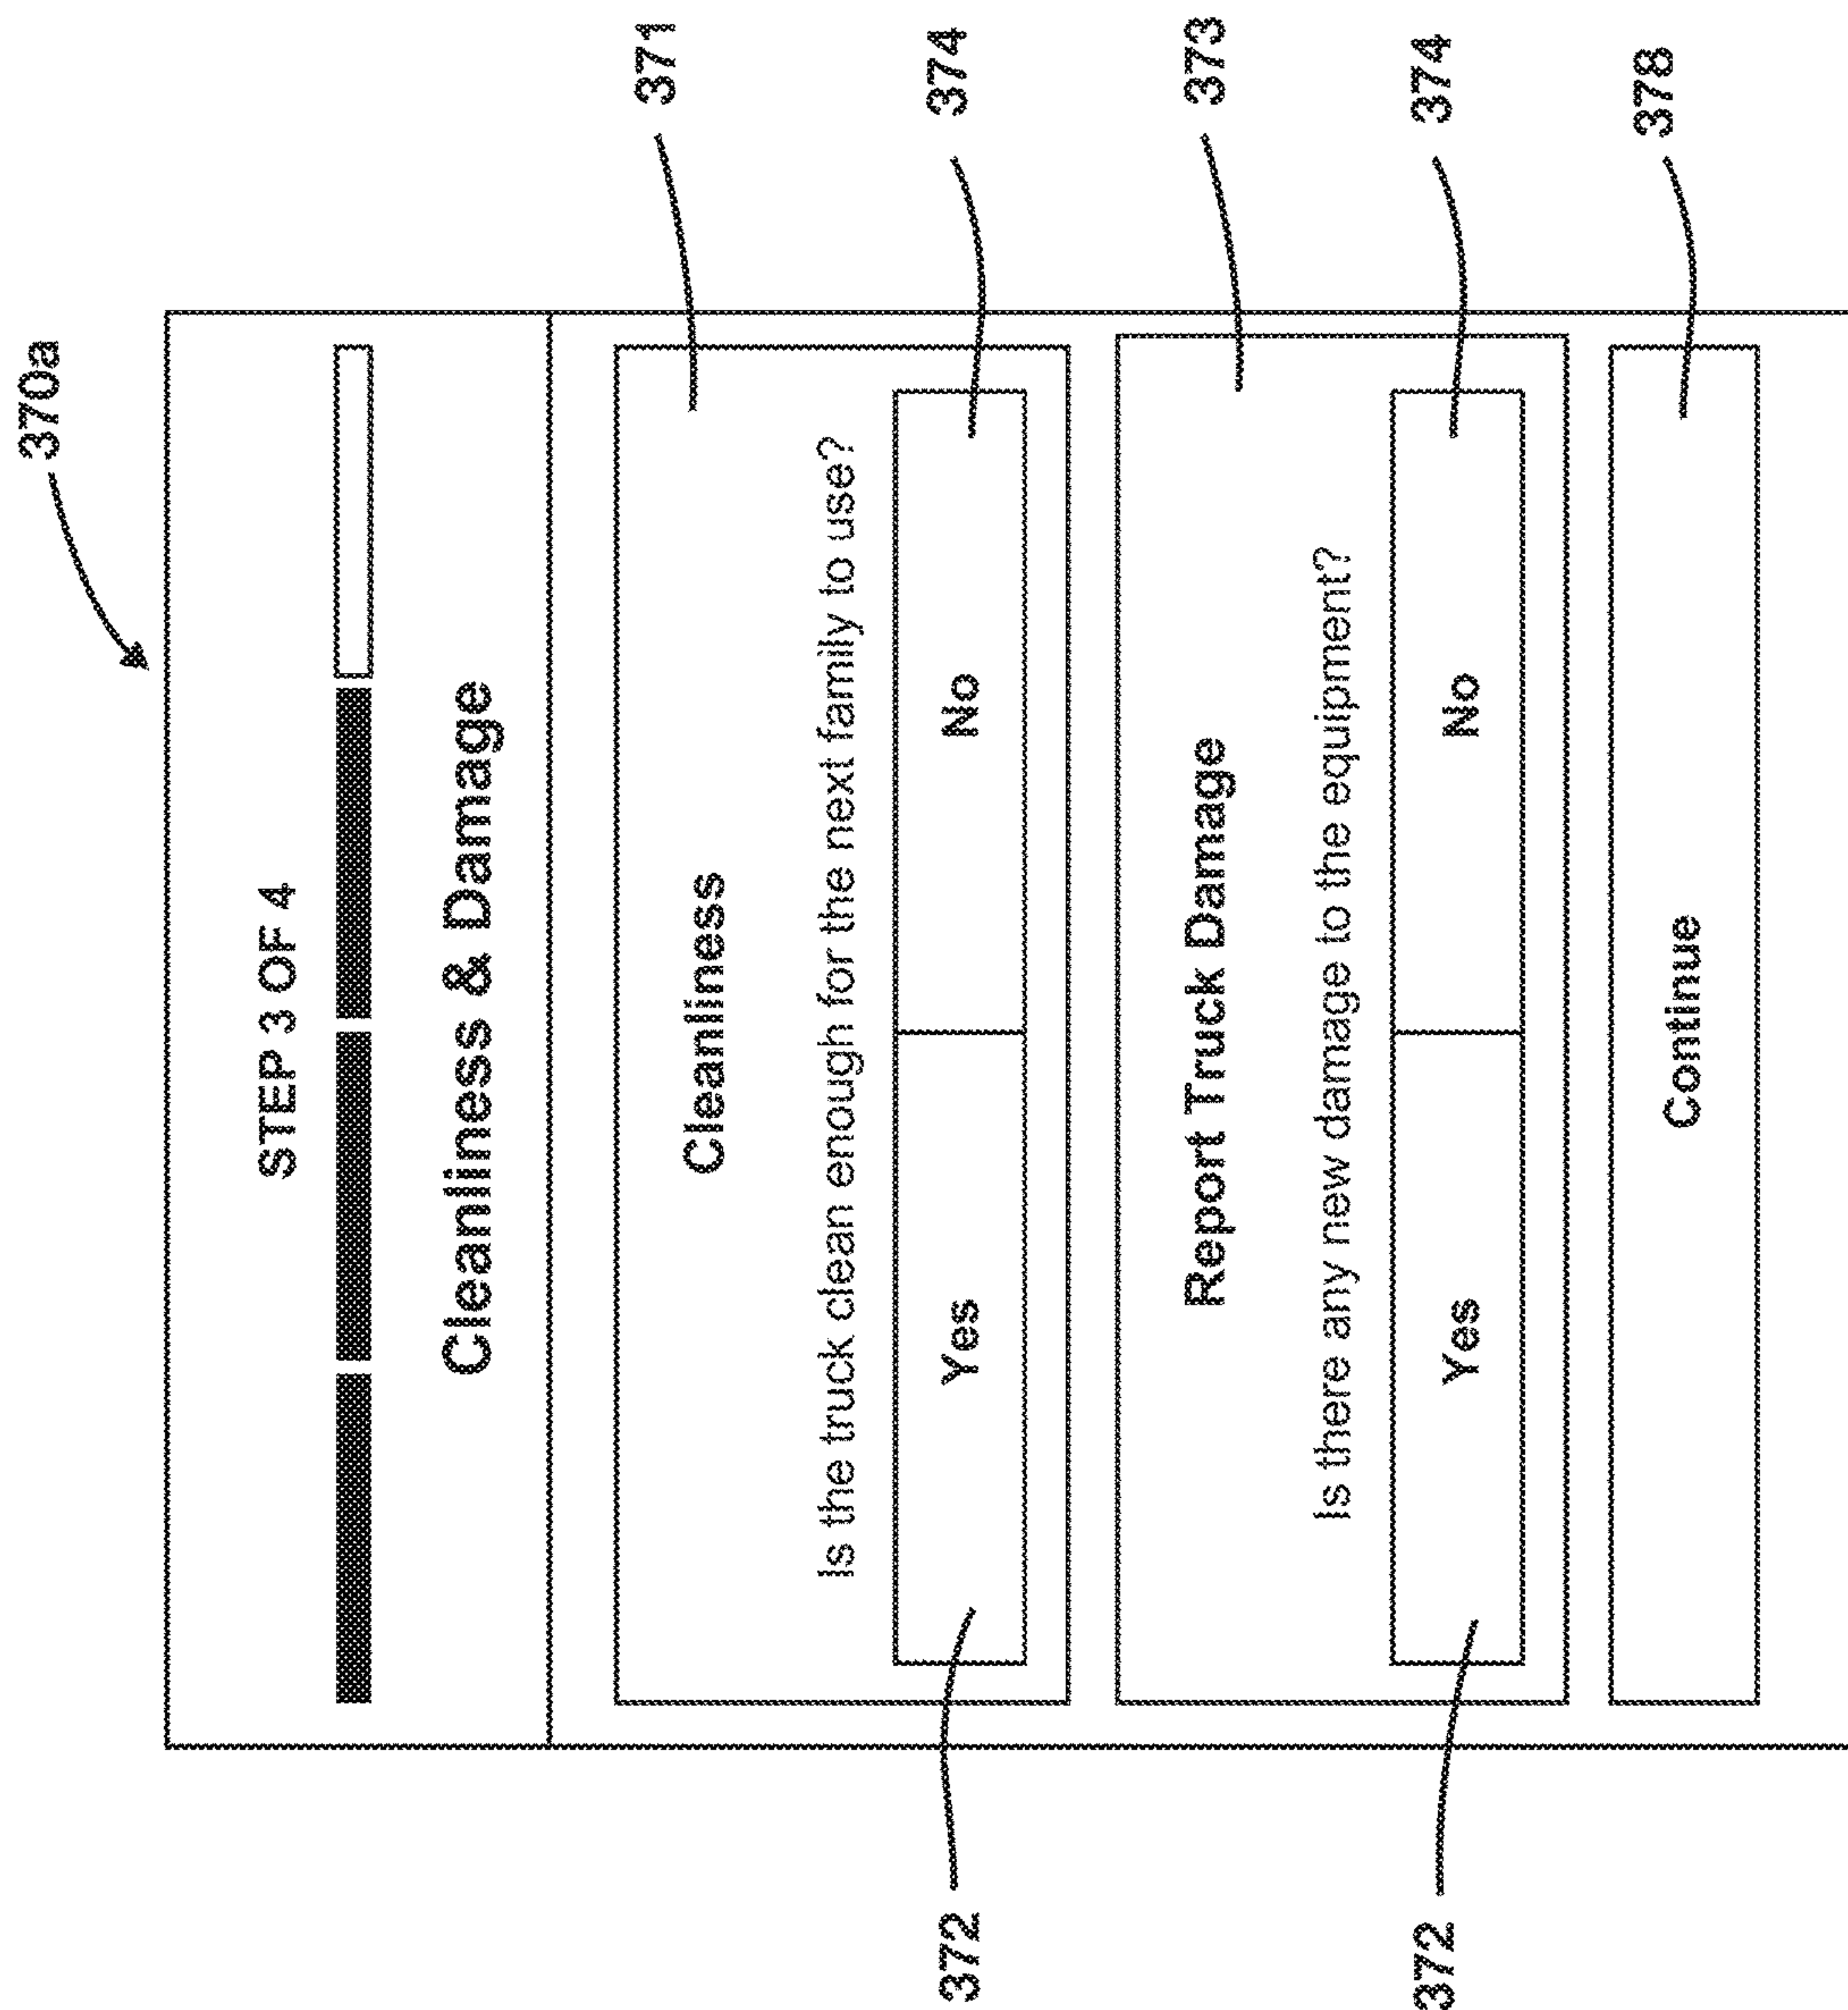 370a
STEP 3 OF 4
Cleanliness & Damage
371
Cleanliness
Is the truck clean enough for the next family to use?
372
Yes
No
374
373
Report Truck Damage
Is there any new damage to the equipment?
372
Yes
No
374
Continue
378